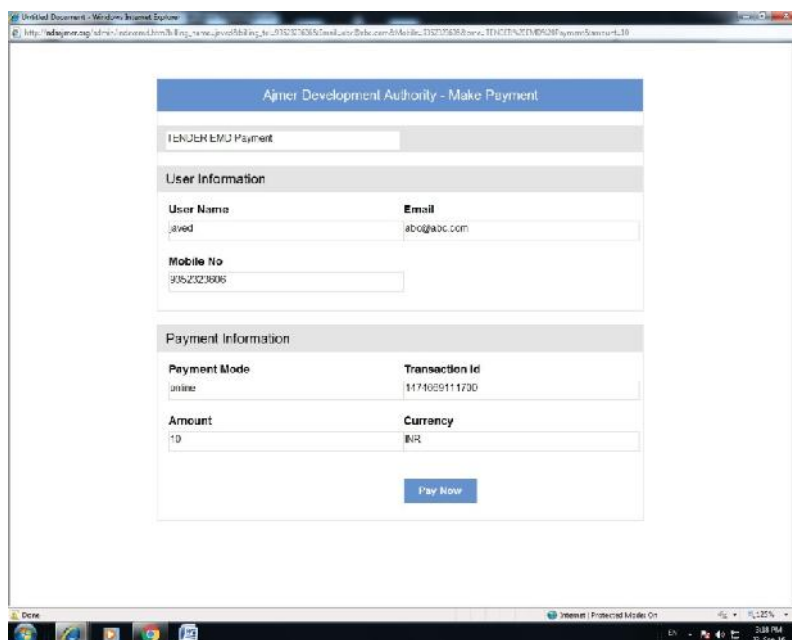 Untitled Document - Windows Internet Explorer
Ajmer Development Authority - Make Payment
TENDER EMD Payment
User Information
User Name Email
javed abc@abc.com
Mobile No
9352323606
Payment Information
Payment Mode Transaction Id
online
Amount Currency
10 INR
Pay Now
Done Internet | Protected Mode: On 125%
EN 3:18 PM